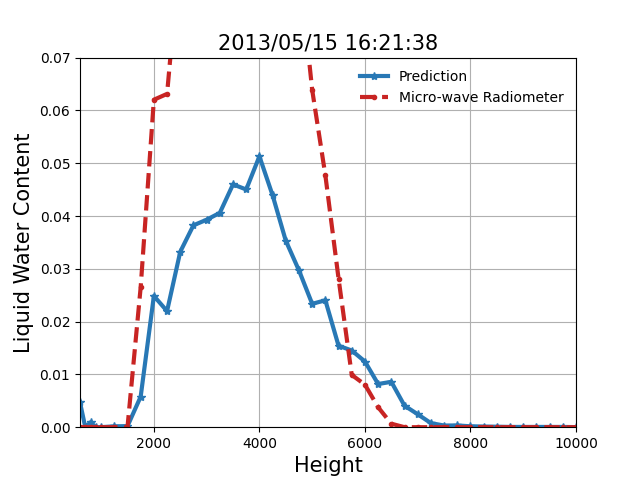 2013/05/15 16:21:38
Liquid Water Content
0.07
0.06
0.05
0.04
0.03
0.02
0.01
0.00
Prediction
Micro-wave Radiometer
2000 4000 6000 8000 10000
Height